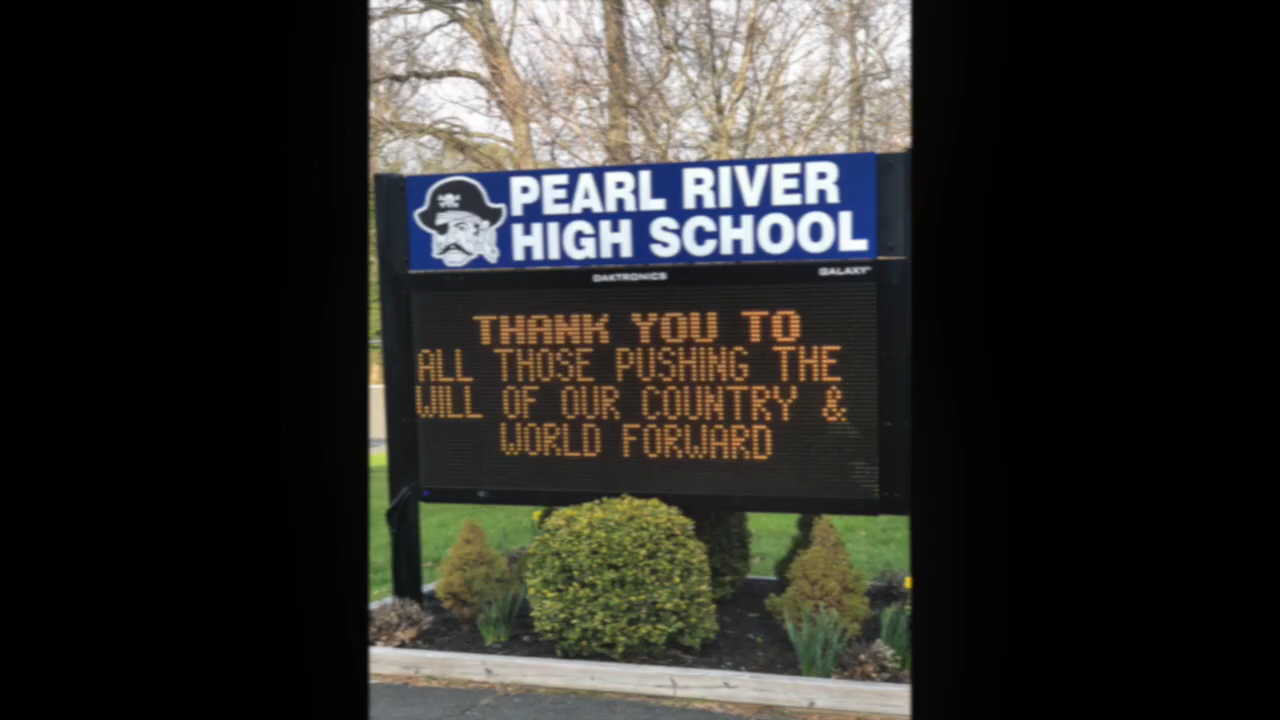 PEARL RIVER
HIGH SCHOOL
DAKTRONICS GALAXY
THANK YOU TO
ALL THOSE PUSHING THE
WILL OF OUR COUNTRY &
WORLD FORWARD